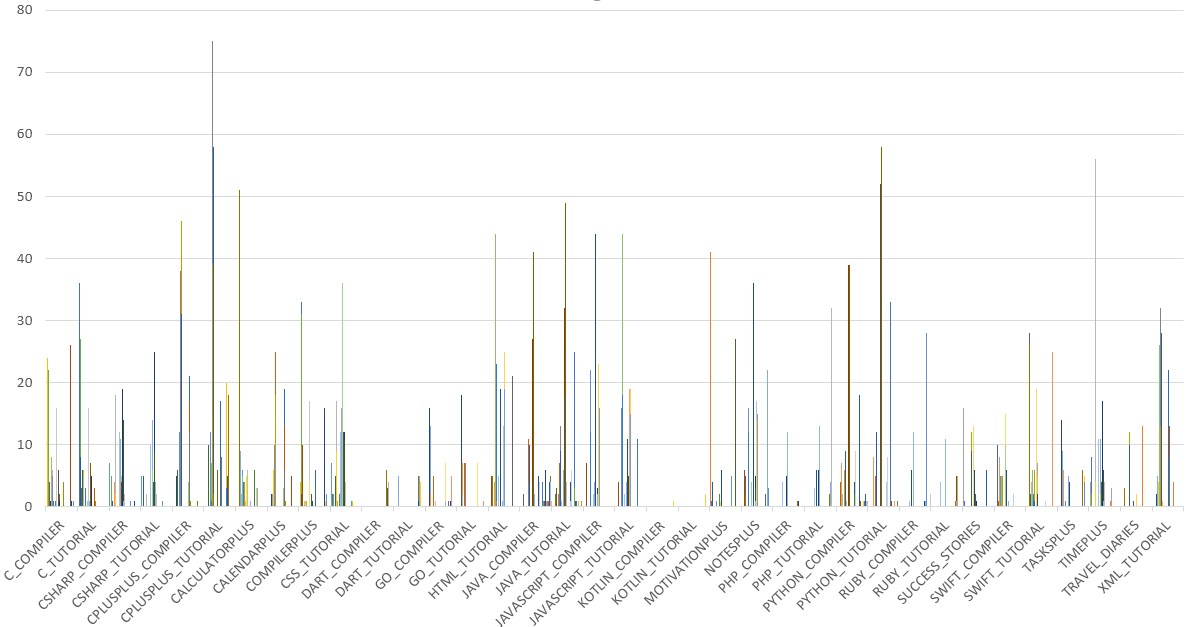 80
70
60
50
40
30
20
10
0
C_COMPILER
C_TUTORIAL
CSHARP_COMPILER
CSHARP_TUTORIAL
CPLUSPLUS_COMPILER
CPLUSPLUS_TUTORIAL
CALCULATORPLUS
CALENDARPLUS
COMPILERPLUS
CSS_TUTORIAL
DART_COMPILER
DART_TUTORIAL
GO_COMPILER
GO_TUTORIAL
HTML_TUTORIAL
JAVA_COMPILER
JAVA_TUTORIAL
JAVASCRIPT_COMPILER
JAVASCRIPT_TUTORIAL
KOTLIN_COMPILER
KOTLIN_TUTORIAL
MOTIVATIONPLUS
NOTESPLUS
PHP_COMPILER
PHP_TUTORIAL
PYTHON_COMPILER
PYTHON_TUTORIAL
RUBY_COMPILER
RUBY_TUTORIAL
SUCCESS_STORIES
SWIFT_COMPILER
SWIFT_TUTORIAL
TASKSPLUS
TIMEPLUS
TRAVEL_DIARIES
XML_TUTORIAL